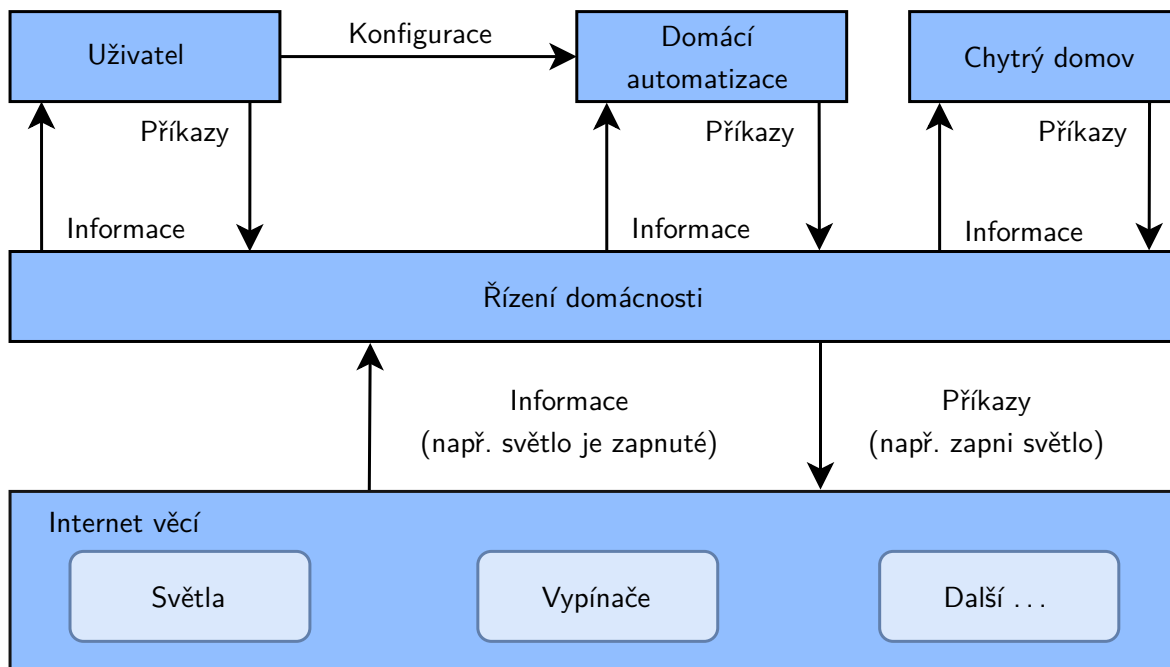 Uživatel
Konfigurace
Domácí
automatizace
Chytrý domov
Příkazy
Příkazy
Příkazy
Informace
Informace
Informace
Řízení domácnosti
Informace
(např. světlo je zapnuté)
Příkazy
(např. zapni světlo)
Internet věcí
Světla
Vypínače
Další . . .